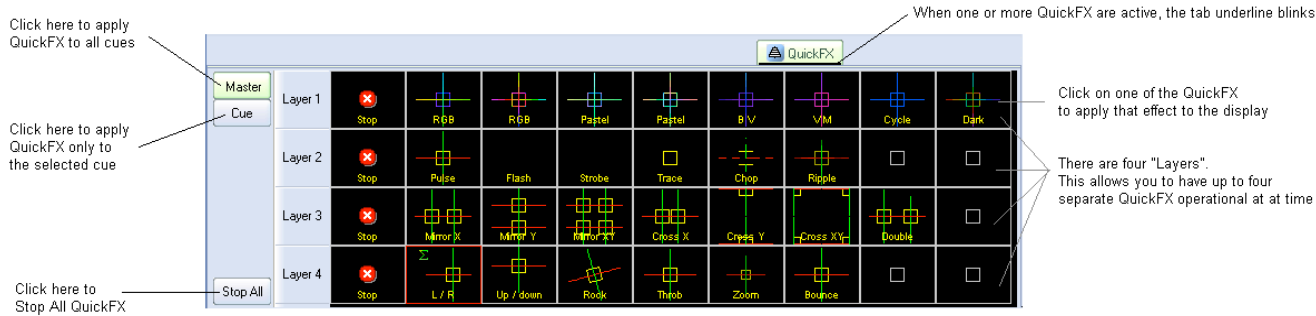 Click here to apply
QuickFX to all cues
When one or more QuickFX are active, the tab underline blinks
QuickFX
Master
Cue
Layer 1
Stop
RGB
RGB
Pastel
Pastel
B V
VM
Cycle
Dark
Click on one of the QuickFX
to apply that effect to the display
Click here to apply
QuickFX only to
the selected cue
Layer 2
Stop
Pulse
Flash
Strobe
Trace
Chop
Ripple
There are four "Layers".
This allows you to have up to four
separate QuickFX operational at at time
Layer 3
Stop
Mirror X
Mirror Y
Mirror XY
Cross X
Cross Y
Cross XY
Double
Click here to
Stop All QuickFX
Stop All
Layer 4
Stop
Σ
L / R
Up / down
Rock
Throb
Zoom
Bounce